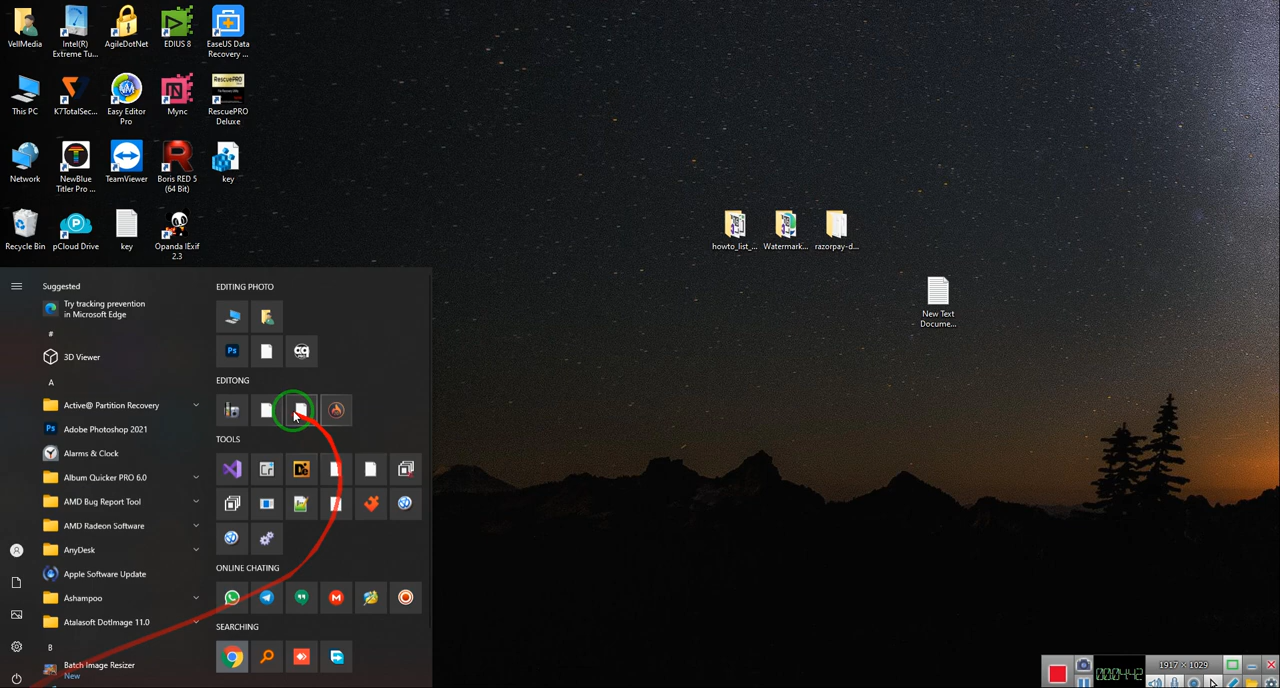 VellMedia
Intel(R)
Extreme Tu...
AgileDotNet
EDIUS 8
EaseUS Data
Recovery ...
This PC
K7TotalSec...
Easy Editor
Pro
Mync
RescuePRO
RescuePRO
Deluxe
Network
NewBlue
Titler Pro ...
TeamViewer
Boris RED 5
(64 Bit)
key
Recycle Bin
pCloud Drive
key
Opanda IExif
2.3
howto_list_...
Watermark...
razorpay-d...
New Text
Docume...
Suggested
Try tracking prevention
in Microsoft Edge
#
3D Viewer
A
Active@ Partition Recovery
Ps
Adobe Photoshop 2021
Alarms & Clock
Album Quicker PRO 6.0
AMD Bug Report Tool
AMD Radeon Software
AnyDesk
Apple Software Update
Ashampoo
Atalasoft DotImage 11.0
B
Batch Image Resizer
New
EDITING PHOTO
Ps
EDITONG
TOOLS
ONLINE CHATING
SEARCHING
1917 × 1029